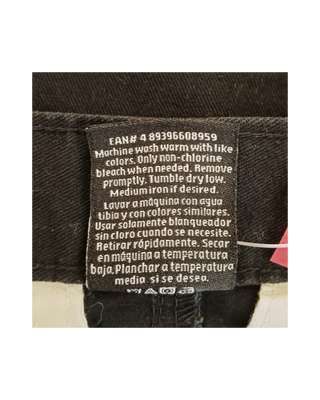 EAN# 4 89396608959
Machine wash warm with like
colors. Only non-chlorine
bleach when needed. Remove
promptly. Tumble dry low.
Medium iron if desired.
Lavar a máquina con agua
tibia y con colores similares.
Usar solamente blanqueador
sin cloro cuando se necesite.
Retirar rápidamente. Secar
en máquina a temperatura
baja. Planchar a temperatura
media si se desea.